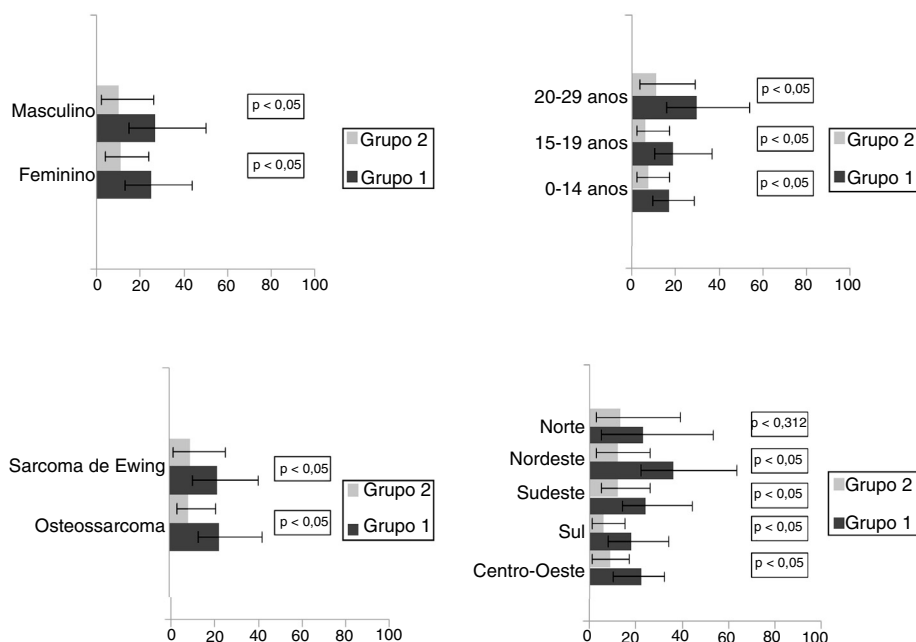 Masculino
p < 0,05
Feminino
p < 0,05
Grupo 2
Grupo 1
0 20 40 60 80 100
20-29 anos
p < 0,05
15-19 anos
p < 0,05
0-14 anos
p < 0,05
Grupo 2
Grupo 1
0 20 40 60 80 100
Sarcoma de Ewing
p < 0,05
Osteossarcoma
p < 0,05
Grupo 2
Grupo 1
0 20 40 60 80 100
Norte
p < 0,312
Nordeste
p < 0,05
Sudeste
p < 0,05
Sul
p < 0,05
Centro-Oeste
p < 0,05
Grupo 2
Grupo 1
0 20 40 60 80 100